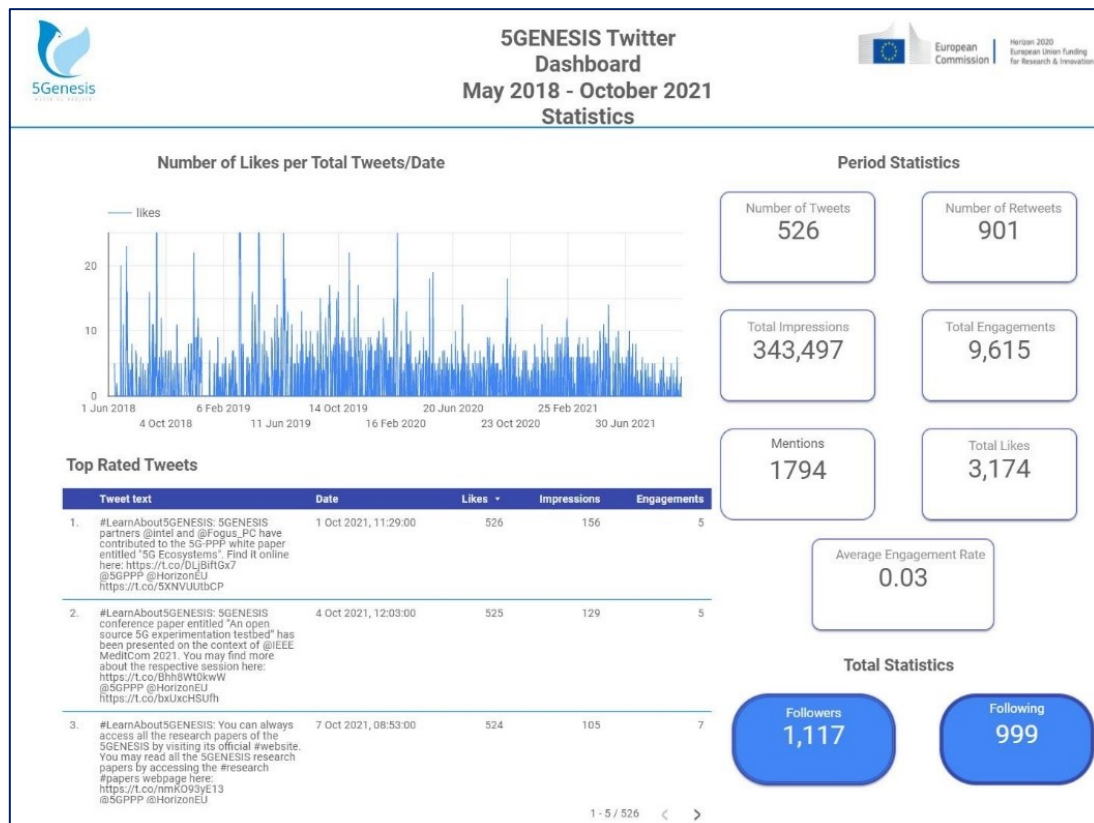 5Genesis
5GENESIS Twitter
Dashboard
May 2018 - October 2021
Statistics
European
Commission
Horizon 2020
European Union funding
for Research & Innovation
Number of Likes per Total Tweets/Date
likes
20
10
0
1 Jun 2018
6 Feb 2019
14 Oct 2019
20 Jun 2020
25 Feb 2021
4 Oct 2018
11 Jun 2019
16 Feb 2020
23 Oct 2020
30 Jun 2021
Period Statistics
Number of Tweets
526
Number of Retweets
901
Total Impressions
343,497
Total Engagements
9,615
Mentions
1794
Total Likes
3,174
Average Engagement Rate
0.03
Total Statistics
Followers
1,117
Following
999
Top Rated Tweets
Tweet text Date Likes Impressions Engagements
1. #LearnAbout5GENESIS: 5GENESIS 1 Oct 2021, 11:29:00 526 156 5
partners @intel and @Fogus_PC have
contributed to the 5G-PPP white paper
entitled "5G Ecosystems". Find it online
here: https://t.co/DLjBiftGx7
@5GPPP @HorizonEU
https://t.co/5XNVUUtbCP
2. #LearnAbout5GENESIS: 5GENESIS 4 Oct 2021, 12:03:00 525 129 5
conference paper entitled "An open
source 5G experimentation testbed" has
been presented on the context of @IEEE
MeditCom 2021. You may find more
about the respective session here:
https://t.co/Bhh8Wt0kwW
@5GPPP @HorizonEU
https://t.co/bxUxcHSUfh
3. #LearnAbout5GENESIS: You can always 7 Oct 2021, 08:53:00 524 105 7
access all the research papers of the
5GENESIS by visiting its official #website.
You may read all the 5GENESIS research
papers by accessing the #research
#papers webpage here:
https://t.co/nmKO93yE13
@5GPPP @HorizonEU
1 - 5 / 526